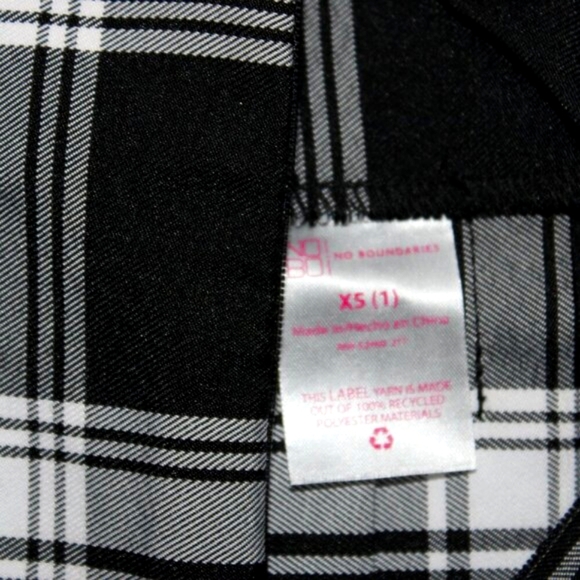 NO
BO
NO BOUNDARIES
XS (1)
Made in/Hecho en China
THIS LABEL YARN IS MADE
OUT OF 100% RECYCLED
POLYESTER MATERIALS